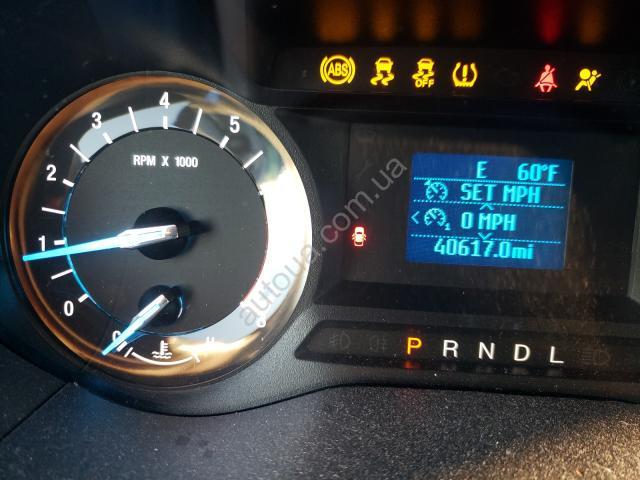 ABS
OFF
E 60°F
SET MPH
0 MPH
40617.0mi
P R N D L
0
1
2
3
4
5
RPM X 1000
autoua.com.ua